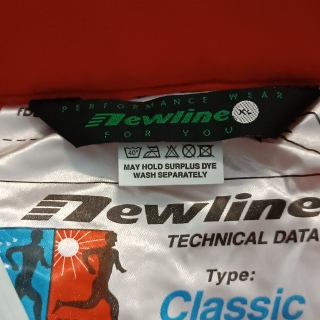 PERFORMANCE WEAR
newline
XL
FOR YOU
40°
MAY HOLD SURPLUS DYE
WASH SEPARATELY
newline
TECHNICAL DATA
Type:
Classic